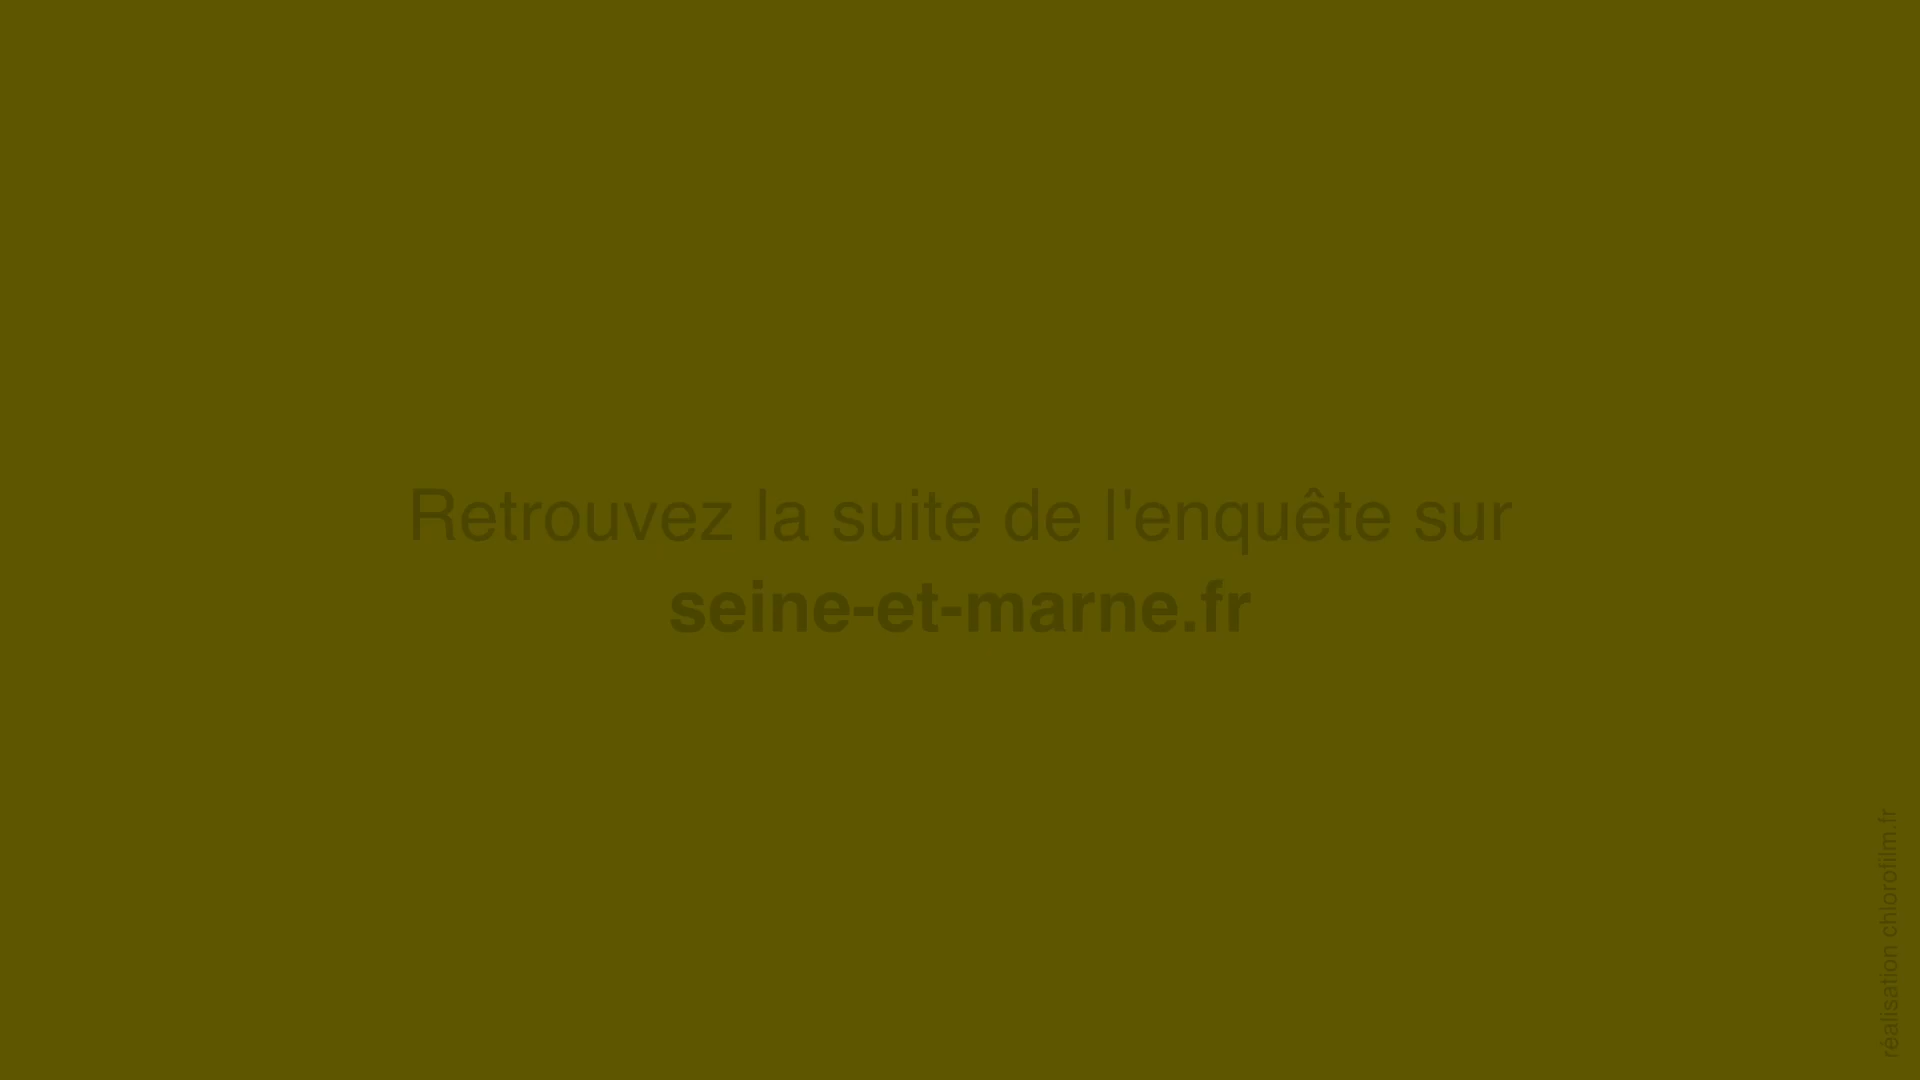 Retrouvez la suite de l'enquête sur
seine-et-marne.fr
réalisation chlorofilm.fr